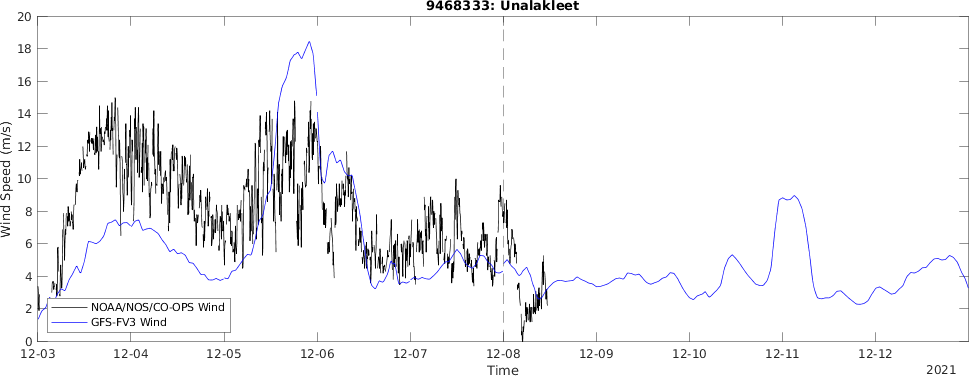 9468333: Unalakleet
Wind Speed (m/s)
20
18
16
14
12
10
8
6
4
2
0
NOAA/NOS/CO-OPS Wind
GFS-FV3 Wind
12-03 12-04 12-05 12-06 12-07 12-08 12-09 12-10 12-11 12-12
Time
2021